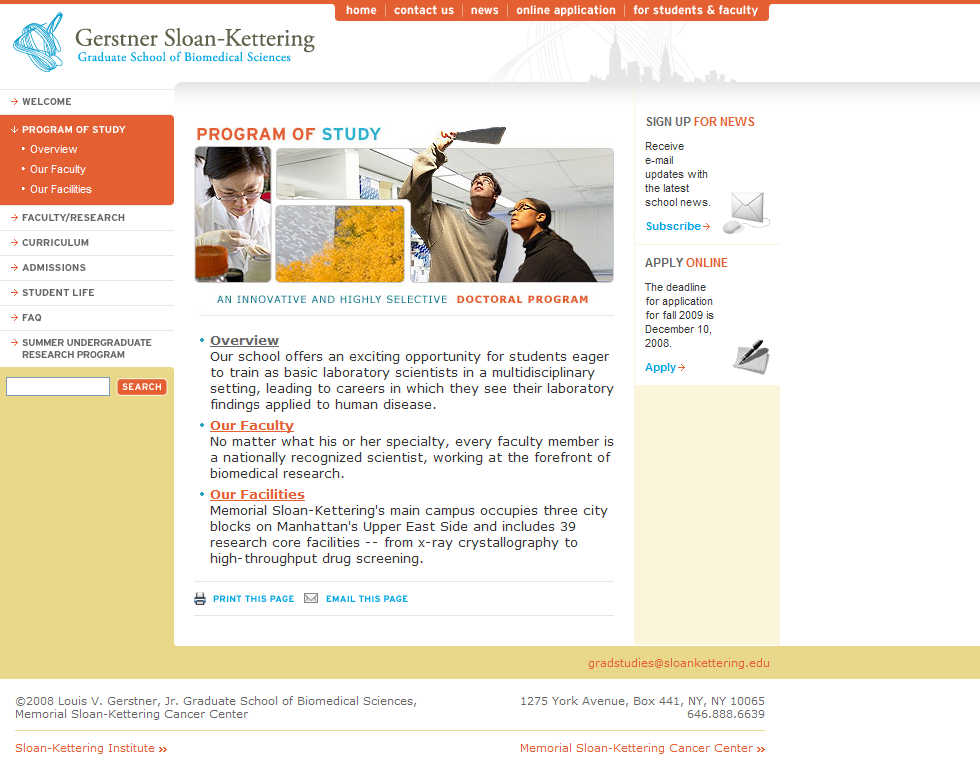 home contact us news online application for students & faculty
Gerstner Sloan-Kettering
Graduate School of Biomedical Sciences
WELCOME
PROGRAM OF STUDY
Overview
Our Faculty
Our Facilities
FACULTY/RESEARCH
CURRICULUM
ADMISSIONS
STUDENT LIFE
FAQ
SUMMER UNDERGRADUATE
RESEARCH PROGRAM
SEARCH
PROGRAM OF STUDY
AN INNOVATIVE AND HIGHLY SELECTIVE DOCTORAL PROGRAM
Overview
Our school offers an exciting opportunity for students eager
to train as basic laboratory scientists in a multidisciplinary
setting, leading to careers in which they see their laboratory
findings applied to human disease.
Our Faculty
No matter what his or her specialty, every faculty member is
a nationally recognized scientist, working at the forefront of
biomedical research.
Our Facilities
Memorial Sloan-Kettering's main campus occupies three city
blocks on Manhattan's Upper East Side and includes 39
research core facilities -- from x-ray crystallography to
high-throughput drug screening.
PRINT THIS PAGE EMAIL THIS PAGE
SIGN UP FOR NEWS
Receive
e-mail
updates with
the latest
school news.
Subscribe
APPLY ONLINE
The deadline
for application
for fall 2009 is
December 10,
2008.
Apply
gradstudies@sloankettering.edu
©2008 Louis V. Gerstner, Jr. Graduate School of Biomedical Sciences,
Memorial Sloan-Kettering Cancer Center
1275 York Avenue, Box 441, NY, NY 10065
646.888.6639
Sloan-Kettering Institute »
Memorial Sloan-Kettering Cancer Center »